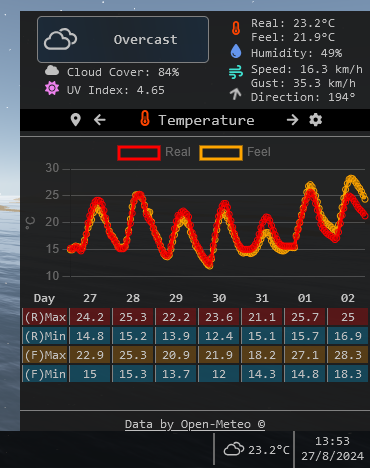 Overcast
Real: 23.2°C
Feel: 21.9°C
Humidity: 49%
Cloud Cover: 84%
UV Index: 4.65
Speed: 16.3 km/h
Gust: 35.3 km/h
Direction: 194°
Temperature
Real Feel
30
25
20
15
10
°C
Day 27 28 29 30 31 01 02
(R)Max 24.2 25.3 22.2 23.6 21.1 25.7 25
(R)Min 14.8 15.2 13.9 12.4 15.1 15.7 16.9
(F)Max 22.9 25.3 20.9 21.9 18.2 27.1 28.3
(F)Min 15 15.3 13.7 12 14.3 14.8 18.3
Data by Open-Meteo ©
23.2°C
13:53
27/8/2024